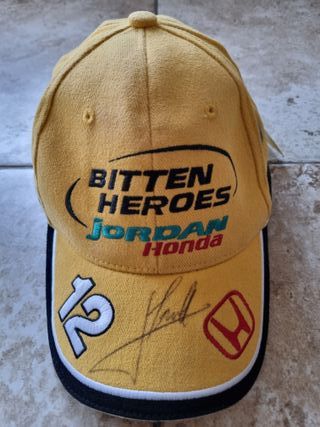 BITTEN
HEROES
JORDAN
Honda
12